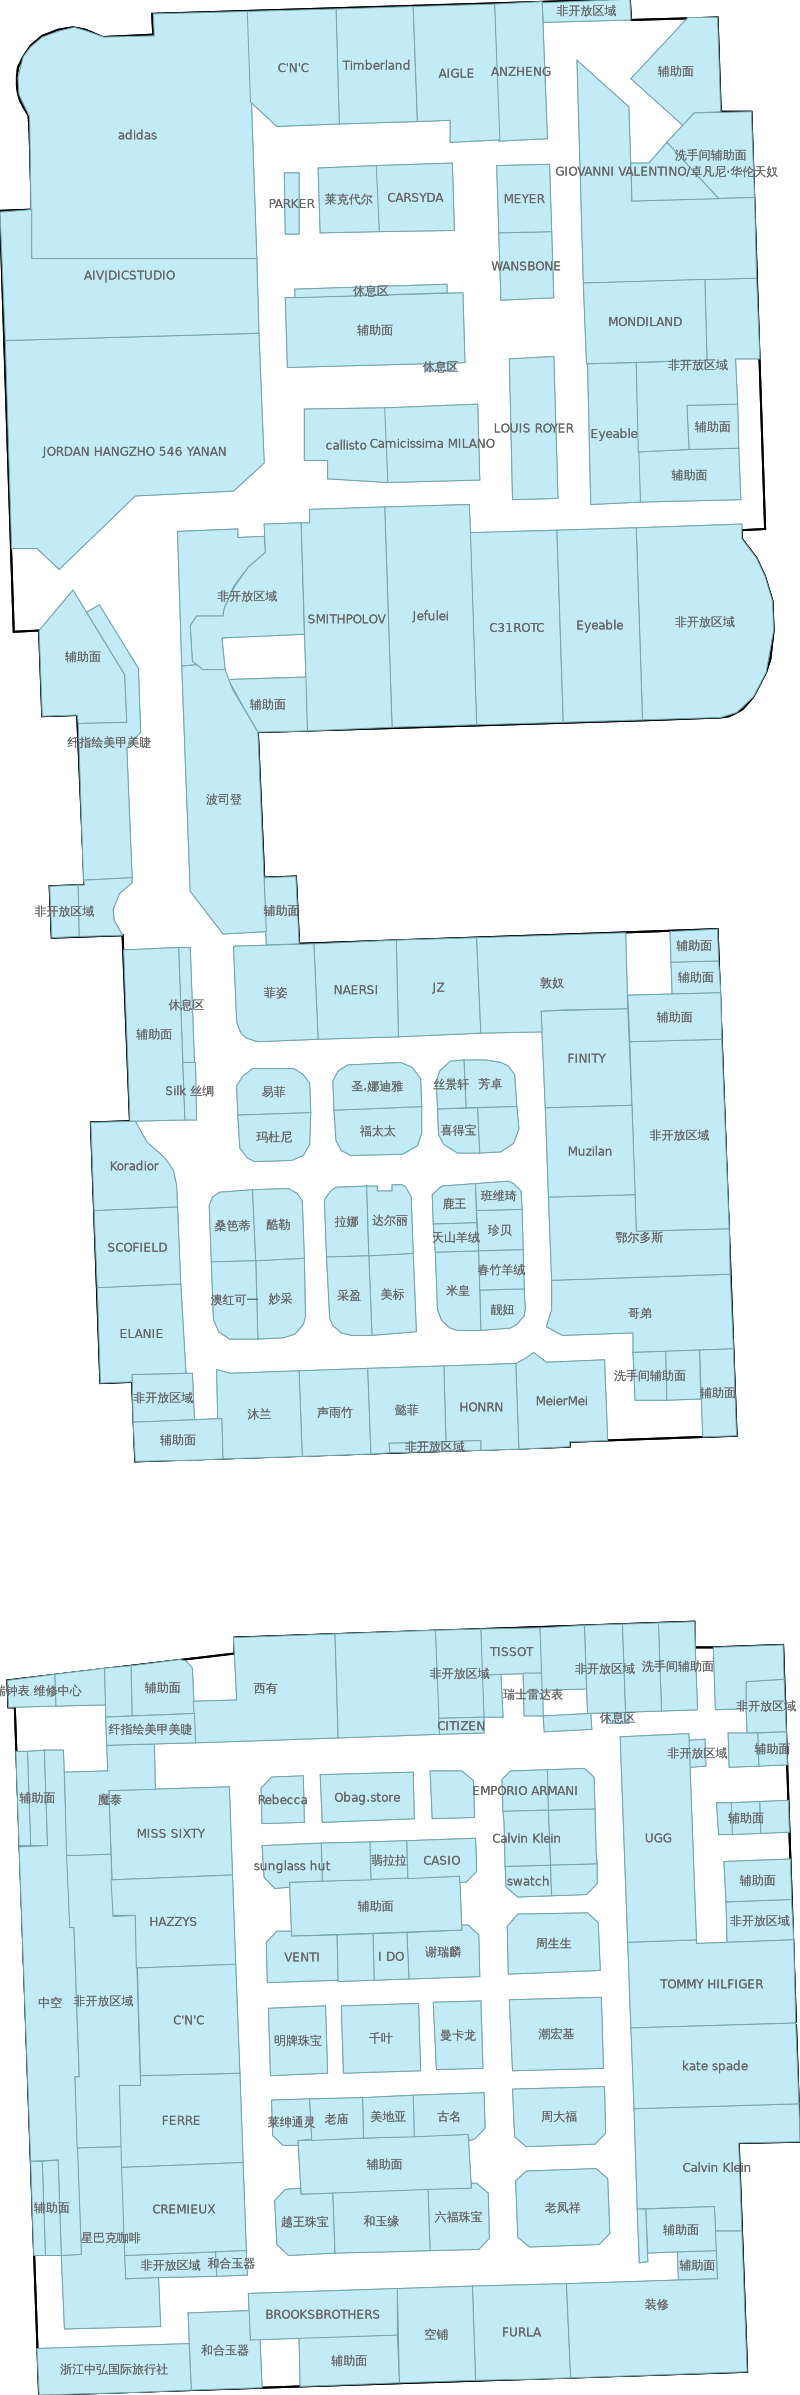 非开放区域
C'N'C
Timberland
AIGLE
ANZHENG
辅助面
adidas
洗手间辅助面
GIOVANNI VALENTINO/卓凡尼·华伦天奴
PARKER
莱克代尔
CARSYDA
MEYER
WANSBONE
AIV|DICSTUDIO
休息区
辅助面
MONDILAND
休息区
非开放区域
JORDAN HANGZHO 546 YANAN
callisto
Camicissima MILANO
LOUIS ROYER
Eyeable
辅助面
辅助面
非开放区域
SMITHPOLOV
Jefulei
C31ROTC
Eyeable
非开放区域
辅助面
辅助面
纤指绘美甲美睫
波司登
非开放区域
辅助面
辅助面
辅助面
菲姿
NAERSI
JZ
敦奴
休息区
辅助面
辅助面
FINITY
Silk 丝绸
易菲
圣.娜迪雅
丝景轩
芳卓
玛杜尼
福太太
喜得宝
Muzilan
非开放区域
Koradior
桑笆蒂
酷勒
拉娜
达尔丽
鹿王
班维琦
天山羊绒
珍贝
SCOFIELD
鄂尔多斯
澳红可一
妙采
采盈
美标
米皇
春竹羊绒
靓妞
哥弟
ELANIE
非开放区域
辅助面
沐兰
声雨竹
懿菲
HONRN
MeierMei
洗手间辅助面
辅助面
非开放区域
瑞钟表 维修中心
辅助面
西有
非开放区域
TISSOT
非开放区域
洗手间辅助面
瑞士雷达表
纤指绘美甲美睫
CITIZEN
休息区
非开放区域
非开放区域
辅助面
辅助面
魔泰
Rebecca
Obag.store
EMPORIO ARMANI
MISS SIXTY
辅助面
sunglass hut
翡拉拉
CASIO
Calvin Klein
UGG
swatch
辅助面
HAZZYS
辅助面
非开放区域
VENTI
I DO
谢瑞麟
周生生
中空
非开放区域
C'N'C
TOMMY HILFIGER
明牌珠宝
千叶
曼卡龙
潮宏基
kate spade
FERRE
莱绅通灵
老庙
美地亚
古名
周大福
辅助面
Calvin Klein
辅助面
CREMIEUX
越王珠宝
和玉缘
六福珠宝
老凤祥
辅助面
星巴克咖啡
非开放区域
和合玉器
辅助面
BROOKSBROTHERS
装修
空铺
FURLA
和合玉器
辅助面
浙江中弘国际旅行社